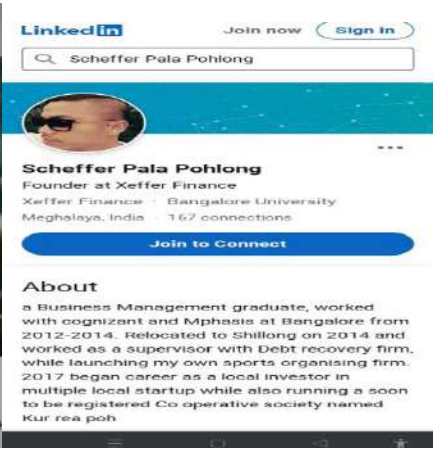 Linked in
Join now Sign in
Scheffer Pala Pohlong
Scheffer Pala Pohlong
Founder at Xeffer Finance
Xeffer Finance · Bangalore University
Meghalaya, India · 167 connections
Join to Connect
About
a Business Management graduate, worked
with cognizant and Mphasis at Bangalore from
2012-2014. Relocated to Shillong on 2014 and
worked as a supervisor with Debt recovery firm,
while launching my own sports organising firm.
2017 began career as a local investor in
multiple local startup while also running a soon
to be registered Co operative society named
Kur rea poh